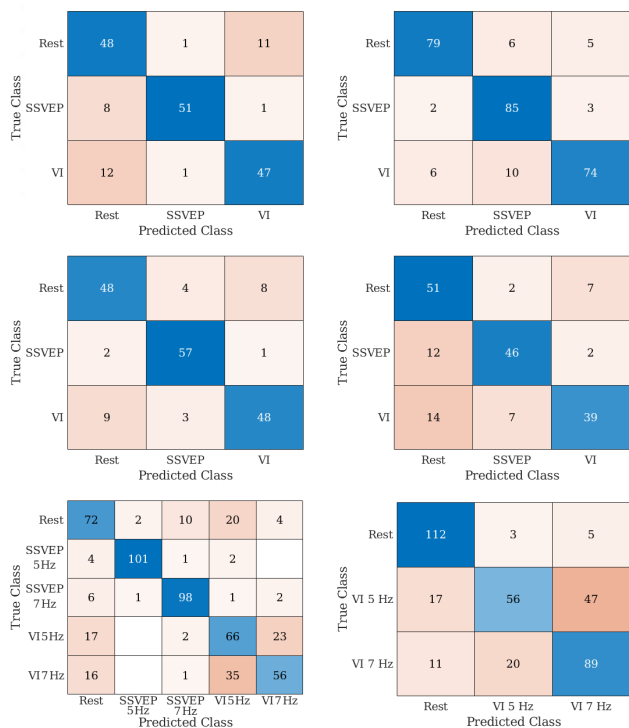 Rest 48 1 11
SSVEP 8 51 1
VI 12 1 47
Rest SSVEP VI
Predicted Class
True Class
Rest 79 6 5
SSVEP 2 85 3
VI 6 10 74
Rest SSVEP VI
Predicted Class
True Class
Rest 48 4 8
SSVEP 2 57 1
VI 9 3 48
Rest SSVEP VI
Predicted Class
True Class
Rest 51 2 7
SSVEP 12 46 2
VI 14 7 39
Rest SSVEP VI
Predicted Class
True Class
Rest 72 2 10 20 4
SSVEP
5Hz 4 101 1 2
SSVEP
7Hz 6 1 98 1 2
VI5Hz 17 2 66 23
VI7Hz 16 1 35 56
Rest SSVEP SSVEP VI5Hz VI7Hz
5Hz 7Hz
Predicted Class
True Class
Rest 112 3 5
VI 5 Hz 17 56 47
VI 7 Hz 11 20 89
Rest VI 5 Hz VI 7 Hz
Predicted Class
True Class